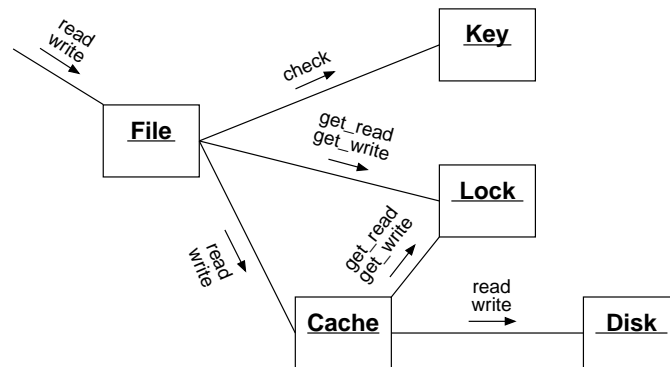 read
write
Key
check
File
get_read
get_write
Lock
read
write
get_read
get_write
read
write
Cache
Disk